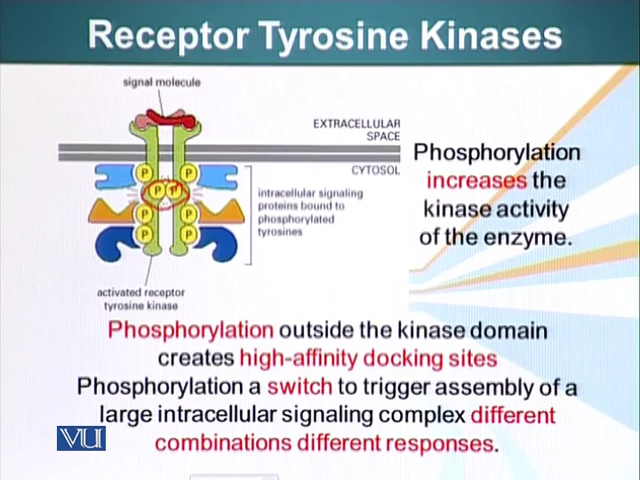 Receptor Tyrosine Kinases
signal molecule
EXTRACELLULAR
SPACE
CYTOSOL
P P
P P
P P
P P
intracellular signaling
proteins bound to
phosphorylated
tyrosines
activated receptor
tyrosine kinase
Phosphorylation
increases the
kinase activity
of the enzyme.
Phosphorylation outside the kinase domain
creates high-affinity docking sites
Phosphorylation a switch to trigger assembly of a
large intracellular signaling complex different
combinations different responses.
VU